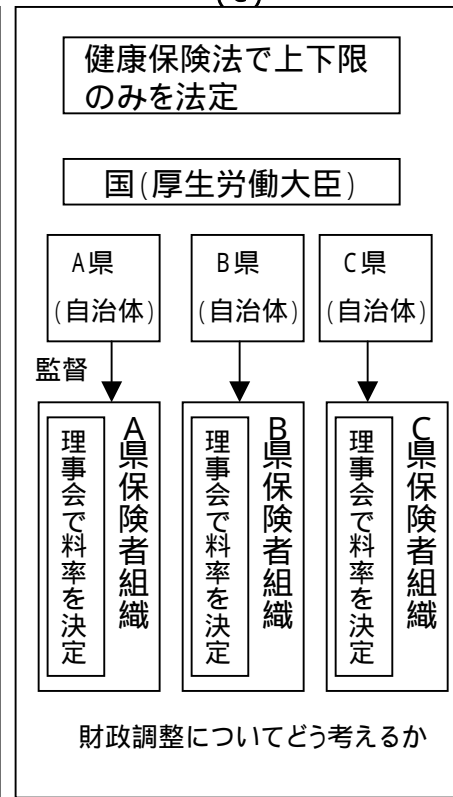 健康保険法で上下限
のみを法定
国(厚生労働大臣)
A県
(自治体)
B県
(自治体)
C県
(自治体)
監督
A県保険者組織
理事会で料率を決定
B県保険者組織
理事会で料率を決定
C県保険者組織
理事会で料率を決定
財政調整についてどう考えるか